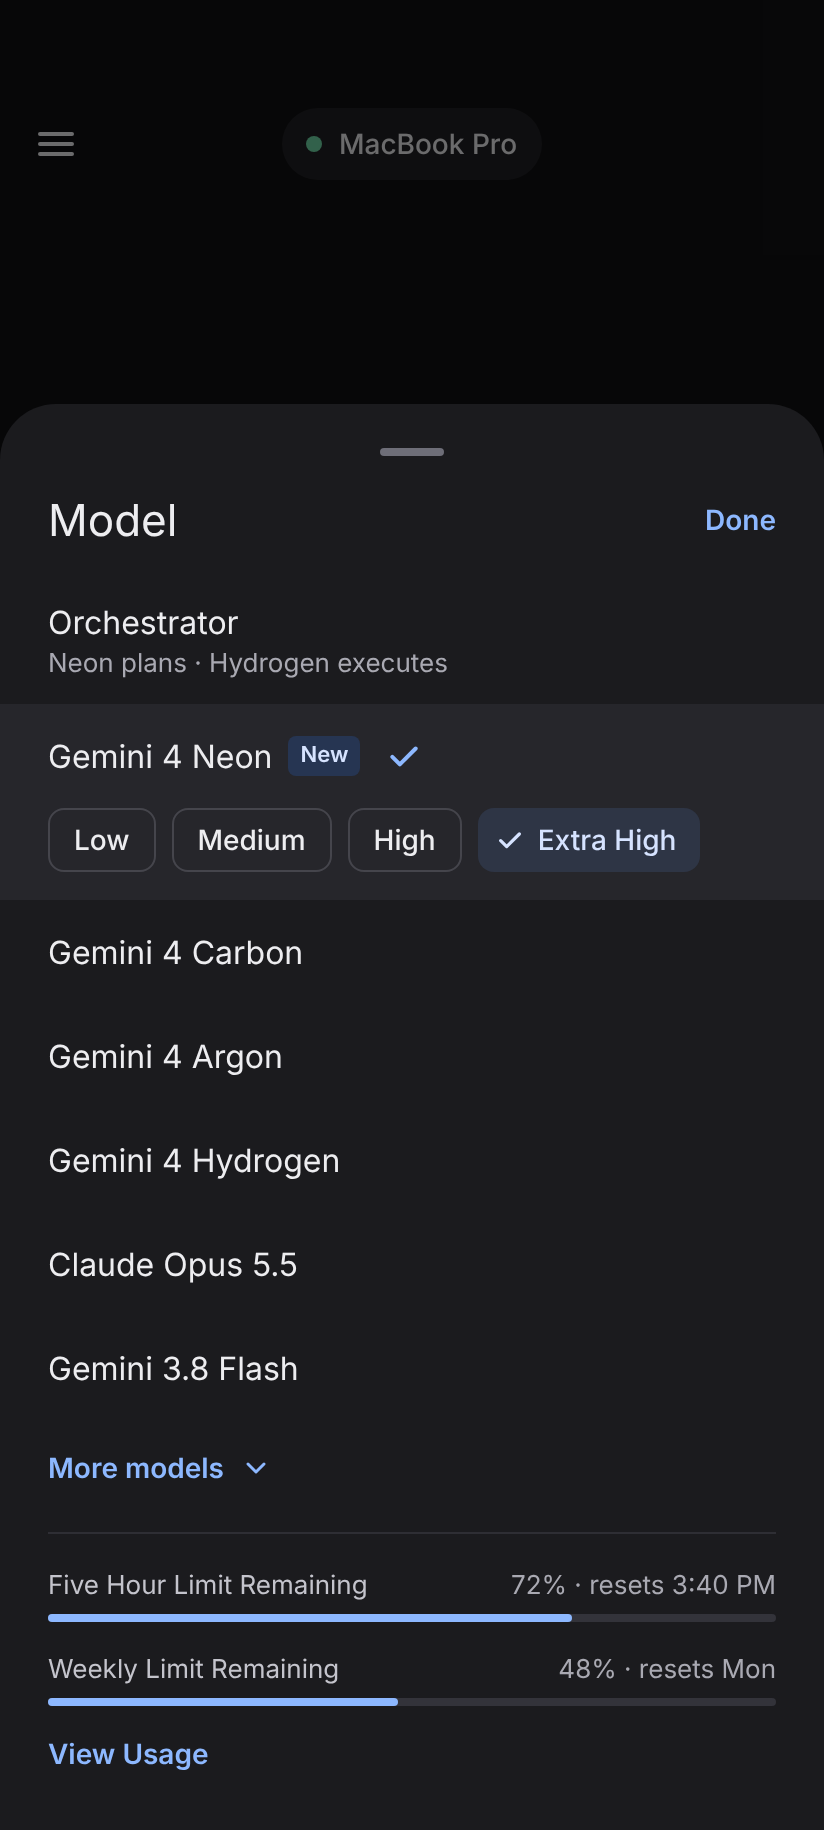 MacBook Pro
Model
Done
Orchestrator
Neon plans · Hydrogen executes
Gemini 4 Neon New
Low Medium High Extra High
Gemini 4 Carbon
Gemini 4 Argon
Gemini 4 Hydrogen
Claude Opus 5.5
Gemini 3.8 Flash
More models
Five Hour Limit Remaining 72% · resets 3:40 PM
Weekly Limit Remaining 48% · resets Mon
View Usage